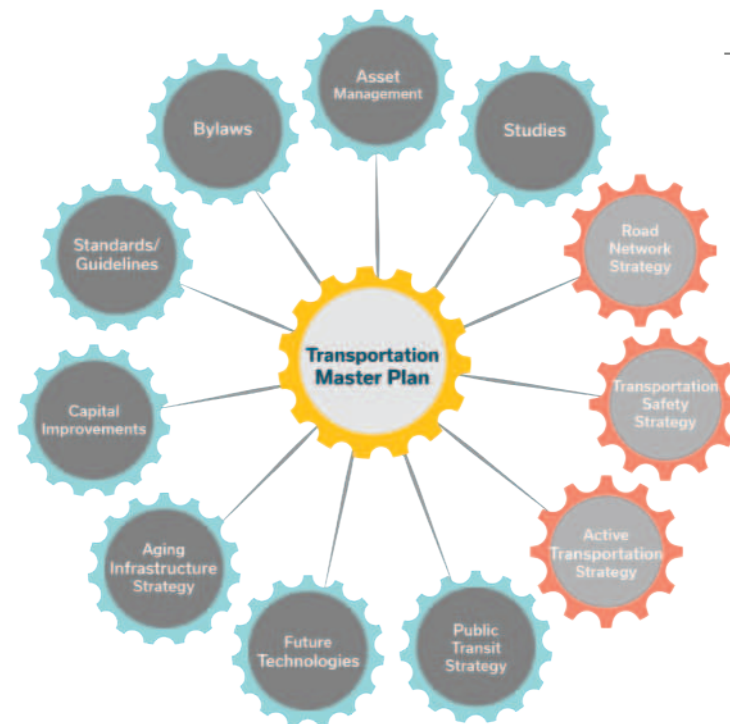 Asset
Management
Bylaws
Studies
Standards/
Guidelines
Road
Network
Strategy
Transportation
Master Plan
Capital
Improvements
Transportation
Safety
Strategy
Aging
Infrastructure
Strategy
Active
Transportation
Strategy
Future
Technologies
Public
Transit
Strategy